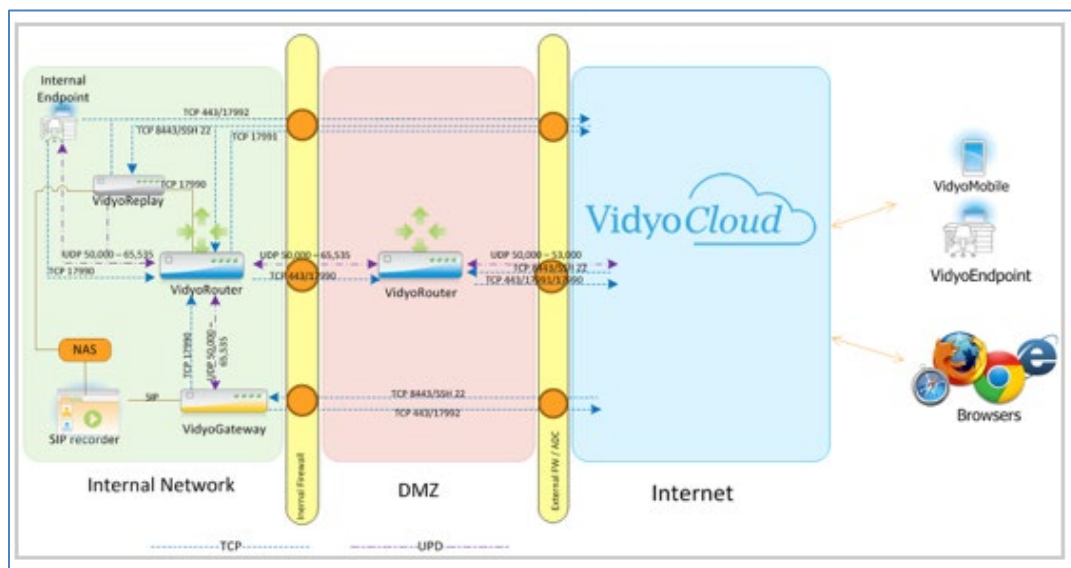 Internal
Endpoint
TCP 443/17992
TCP 8443/SSH 22
TCP 17991
TCP 17990
VidyoReplay
UDP 50,000 – 65,535
TCP 17990
VidyoRouter
UDP 50,000 – 65,535
TCP 443/17990
VidyoRouter
UDP 50,000 – 53,000
TCP 8443/SSH 22
TCP 443/17991/17990
VidyoCloud
VidyoMobile
VidyoEndpoint
Browsers
NAS
TCP 17990
UDP 50,000 –
65,535
SIP
SIP recorder
VidyoGateway
TCP 8443/SSH 22
TCP 443/17992
Inernal Firewall
External FW / ADC
Internal Network
DMZ
Internet
TCP
UPD